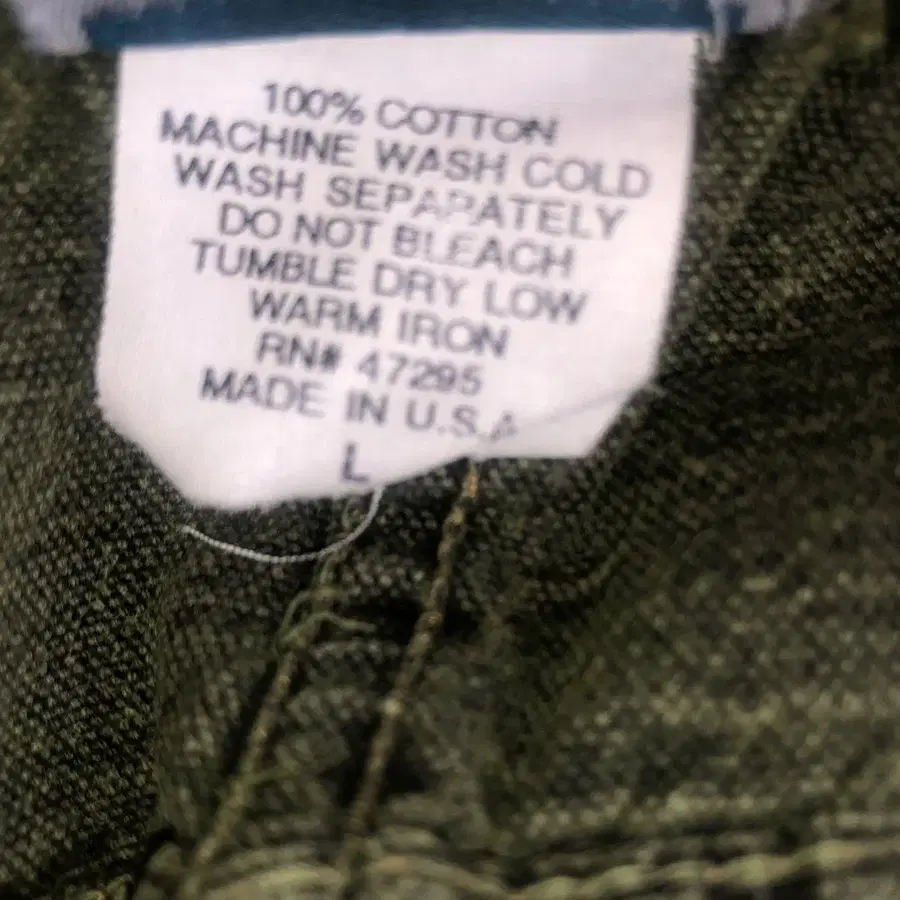 100% COTTON
MACHINE WASH COLD
WASH SEPARATELY
DO NOT BLEACH
TUMBLE DRY LOW
WARM IRON
RN# 47295
MADE IN U.S.A
L